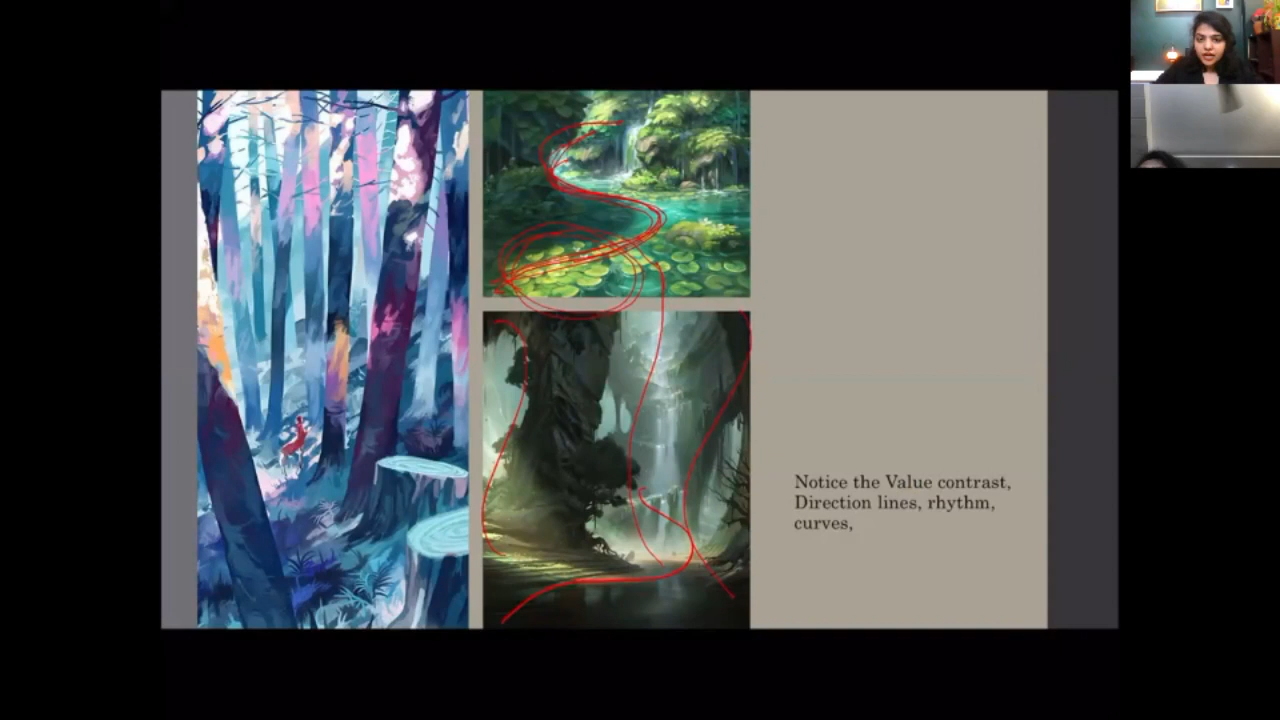 Notice the Value contrast,
Direction lines, rhythm,
curves,